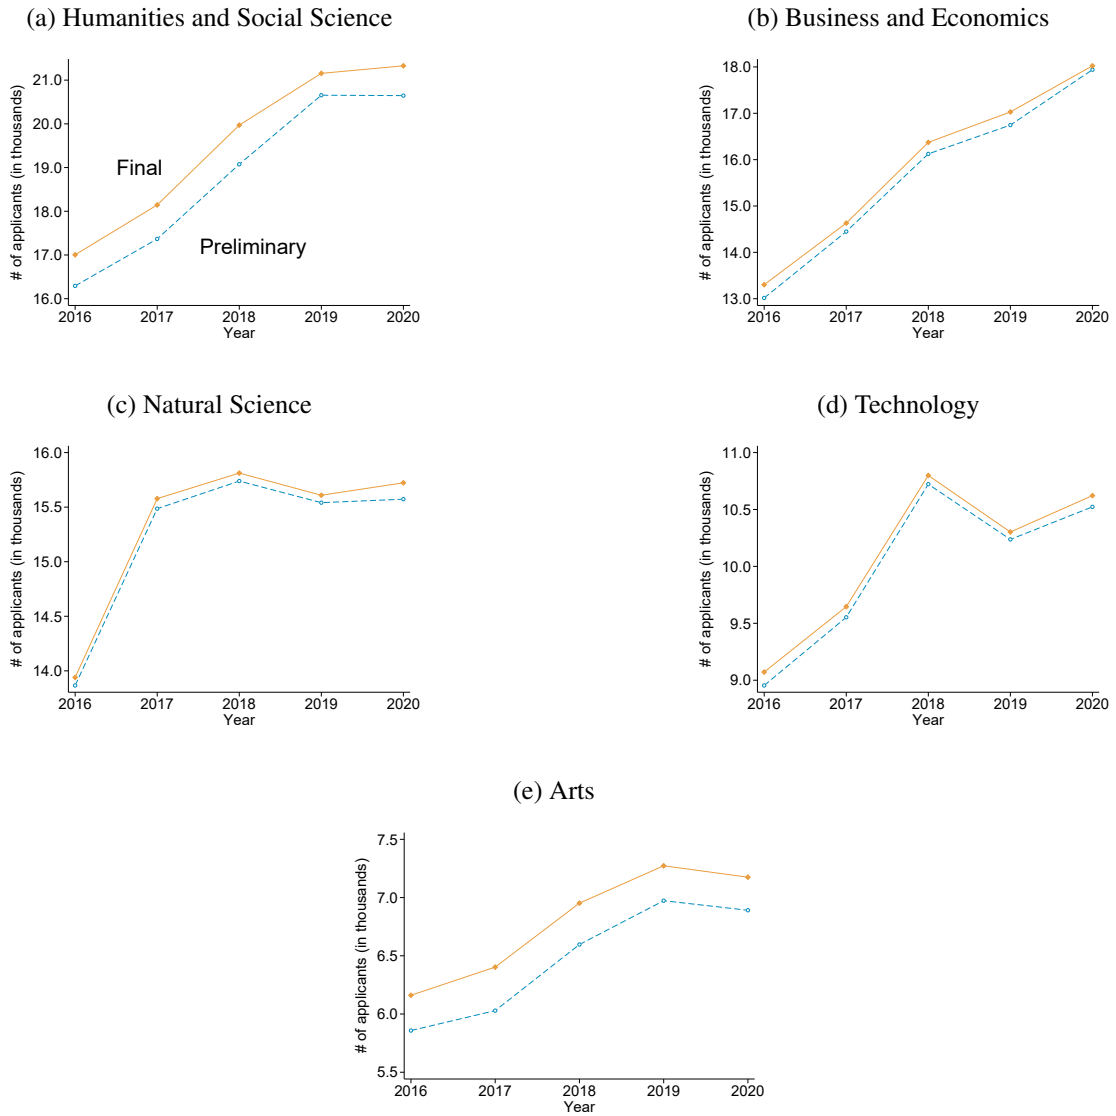 (a) Humanities and Social Science
# of applicants (in thousands)
21.0
20.0
19.0
18.0
17.0
16.0
Final
Preliminary
2016 2017 2018 2019 2020
Year
(b) Business and Economics
# of applicants (in thousands)
18.0
17.0
16.0
15.0
14.0
13.0
2016 2017 2018 2019 2020
Year
(c) Natural Science
# of applicants (in thousands)
16.0
15.5
15.0
14.5
14.0
2016 2017 2018 2019 2020
Year
(d) Technology
# of applicants (in thousands)
11.0
10.5
10.0
9.5
9.0
2016 2017 2018 2019 2020
Year
(e) Arts
# of applicants (in thousands)
7.5
7.0
6.5
6.0
5.5
2016 2017 2018 2019 2020
Year